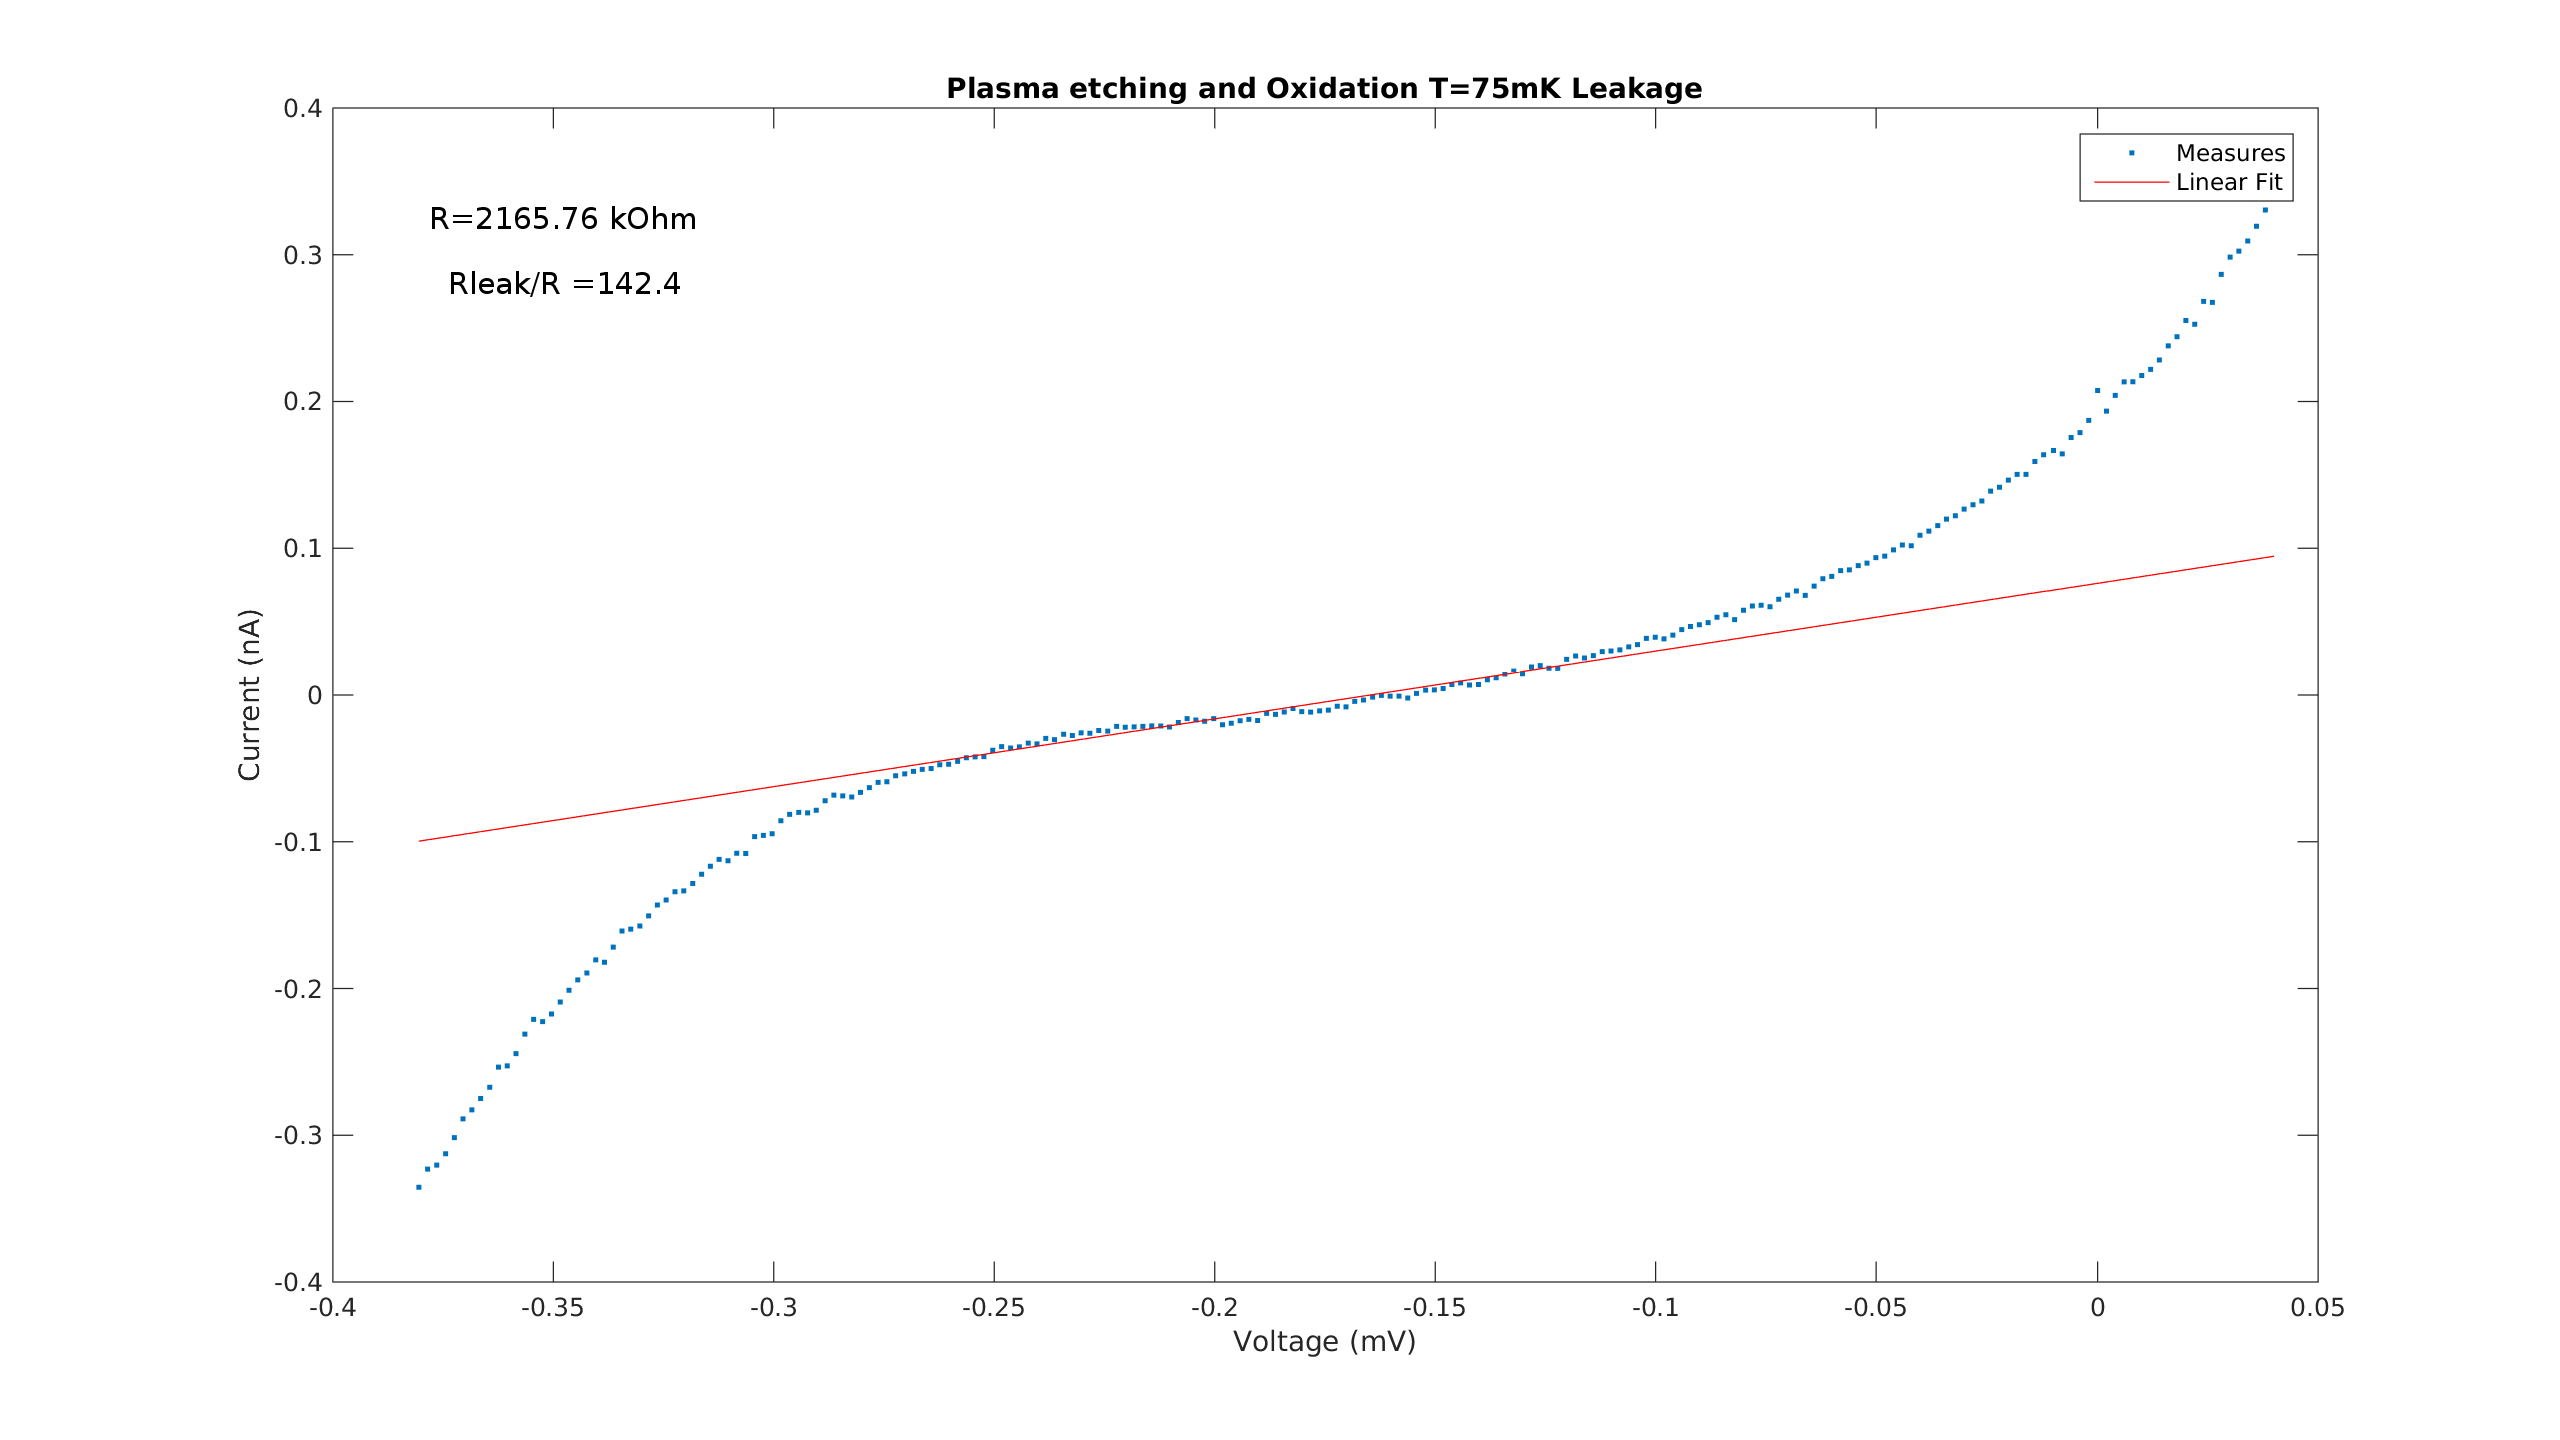 Plasma etching and Oxidation T=75mK Leakage
0.4
0.3
0.2
0.1
0
-0.1
-0.2
-0.3
-0.4
Current (nA)
R=2165.76 kOhm
Rleak/R =142.4
Measures
Linear Fit
-0.4 -0.35 -0.3 -0.25 -0.2 -0.15 -0.1 -0.05 0 0.05
Voltage (mV)